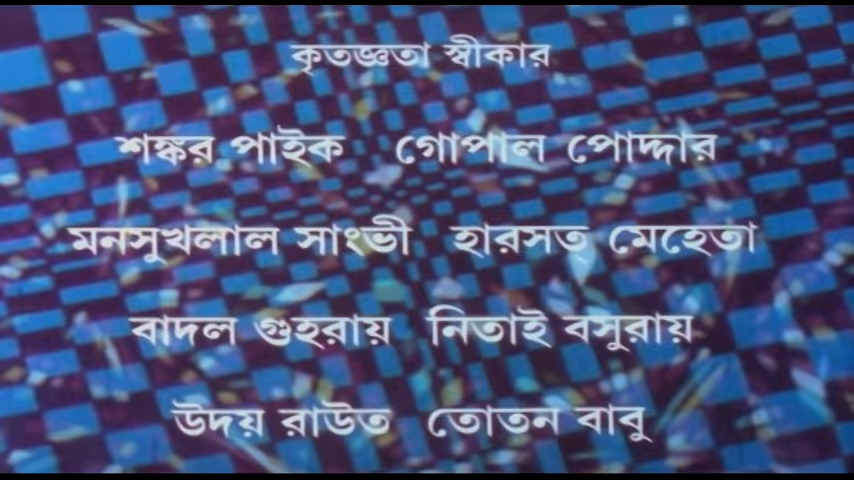 কৃতজ্ঞতা স্বীকার
শঙ্কর পাইক গোপাল পোদ্দার
মনসুখলাল সাংভী হারসত্ মেহেতা
বাদল গুহরায় নিতাই বসুরায়
উদয় রাউত তোতন বাবু